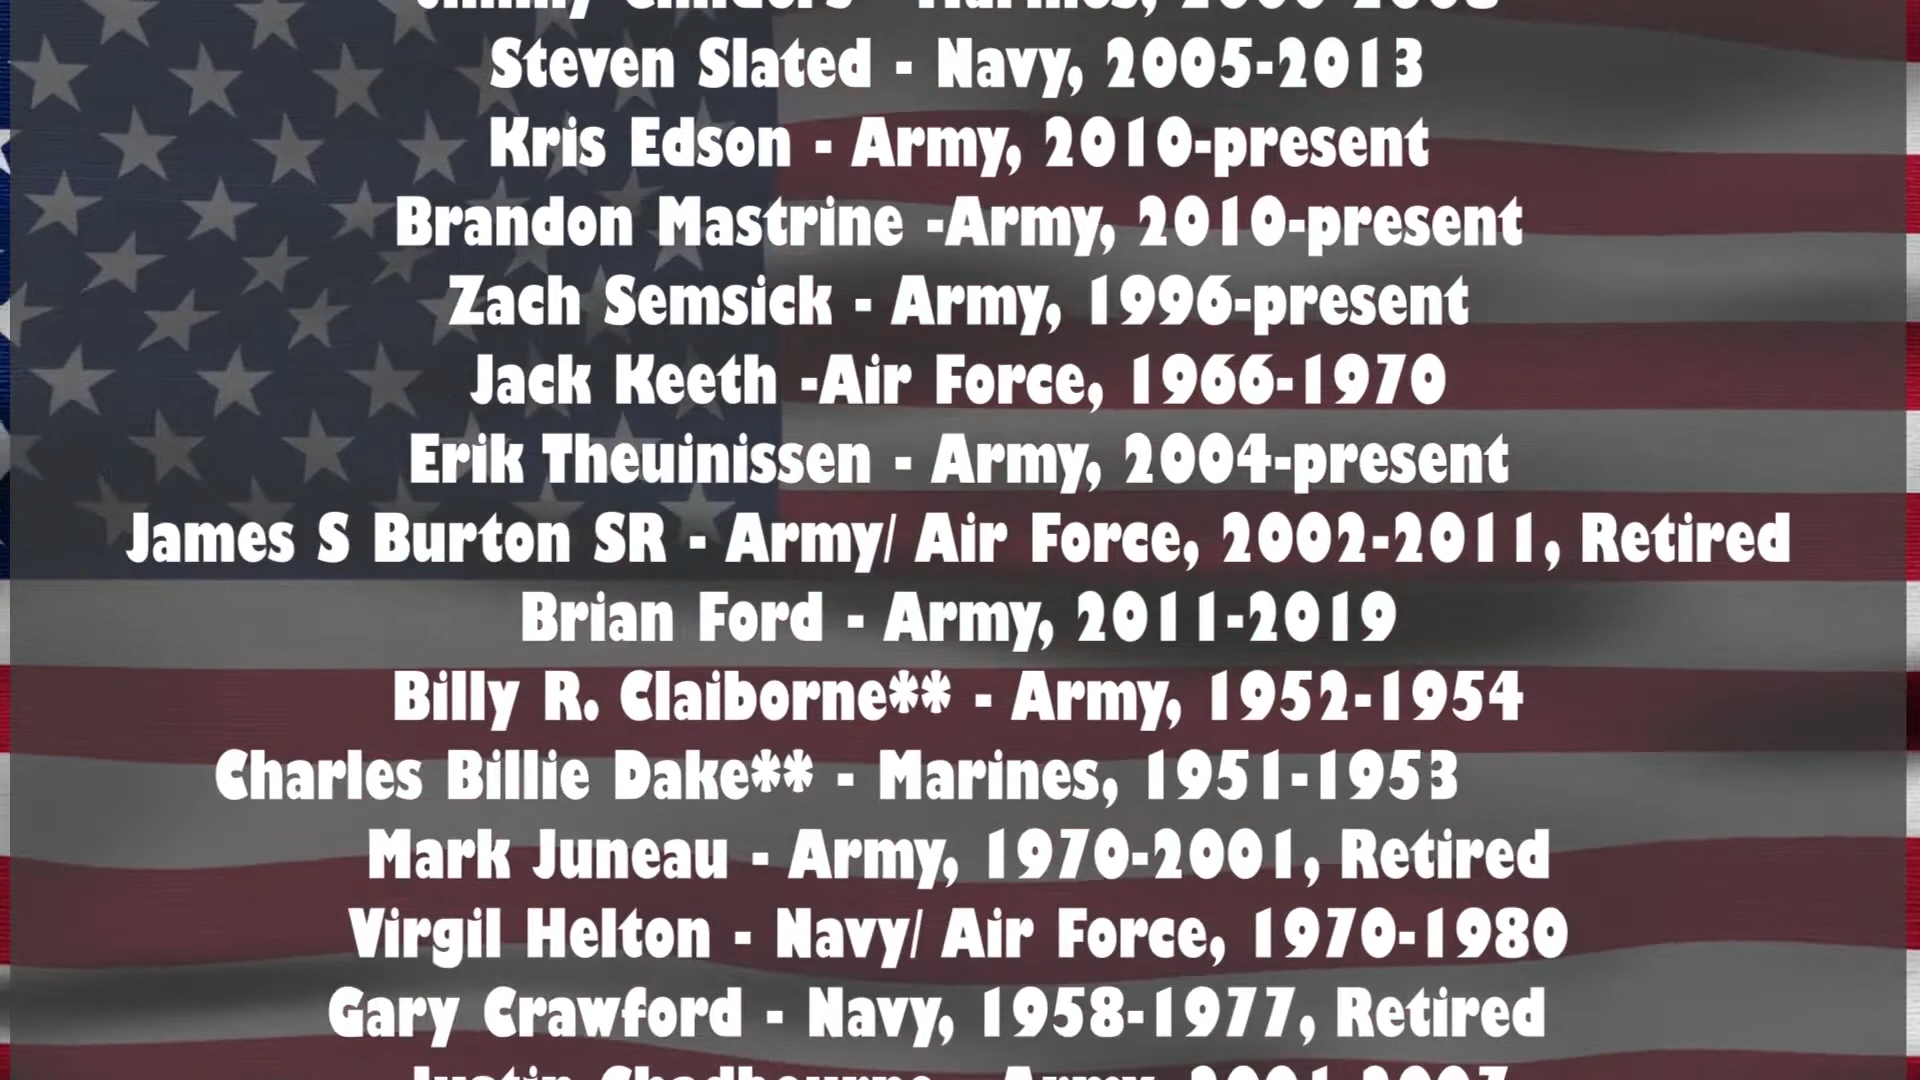 Steven Slated - Navy, 2005-2013
Kris Edson - Army, 2010-present
Brandon Mastrine -Army, 2010-present
Zach Semsick - Army, 1996-present
Jack Keeth -Air Force, 1966-1970
Erik Theuinissen - Army, 2004-present
James S Burton SR - Army/ Air Force, 2002-2011, Retired
Brian Ford - Army, 2011-2019
Billy R. Claiborne** - Army, 1952-1954
Charles Billie Dake** - Marines, 1951-1953
Mark Juneau - Army, 1970-2001, Retired
Virgil Helton - Navy/ Air Force, 1970-1980
Gary Crawford - Navy, 1958-1977, Retired